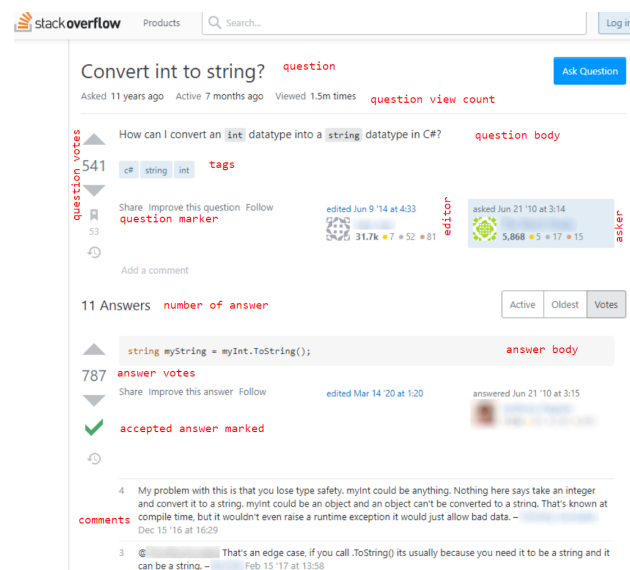 stackoverflow Products Search... Log in
Convert int to string? question
Ask Question
Asked 11 years ago Active 7 months ago Viewed 1.5m times question view count
How can I convert an int datatype into a string datatype in C#? question body
question votes
541
c# string int tags
Share Improve this question Follow
question marker
53
edited Jun 9 '14 at 4:33
31.7k 7 52 81
editor
asked Jun 21 '10 at 3:14
5,868 5 17 15
asker
Add a comment
11 Answers number of answer
Active Oldest Votes
string myString = myInt.ToString(); answer body
787 answer votes
Share Improve this answer Follow
edited Mar 14 '20 at 1:20
answered Jun 21 '10 at 3:15
accepted answer marked
4 My problem with this is that you lose type safety. myInt could be anything. Nothing here says take an integer
and convert it to a string. myInt could be an object and an object can't be converted to a string. That's known at
comments compile time, but it wouldn't even raise a runtime exception it would just allow bad data. –
Dec 15 '16 at 16:29
3 @ That's an edge case, if you call .ToString() its usually because you need it to be a string and it
can be a string. – Feb 15 '17 at 13:58